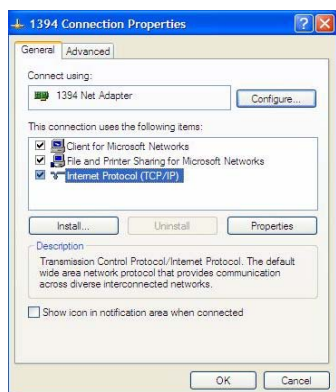 1394 Connection Properties
General Advanced
Connect using:
1394 Net Adapter
Configure...
This connection uses the following items:
Client for Microsoft Networks
File and Printer Sharing for Microsoft Networks
Internet Protocol (TCP/IP)
Install... Uninstall Properties
Description
Transmission Control Protocol/Internet Protocol. The default
wide area network protocol that provides communication
across diverse interconnected networks.
Show icon in notification area when connected
OK Cancel